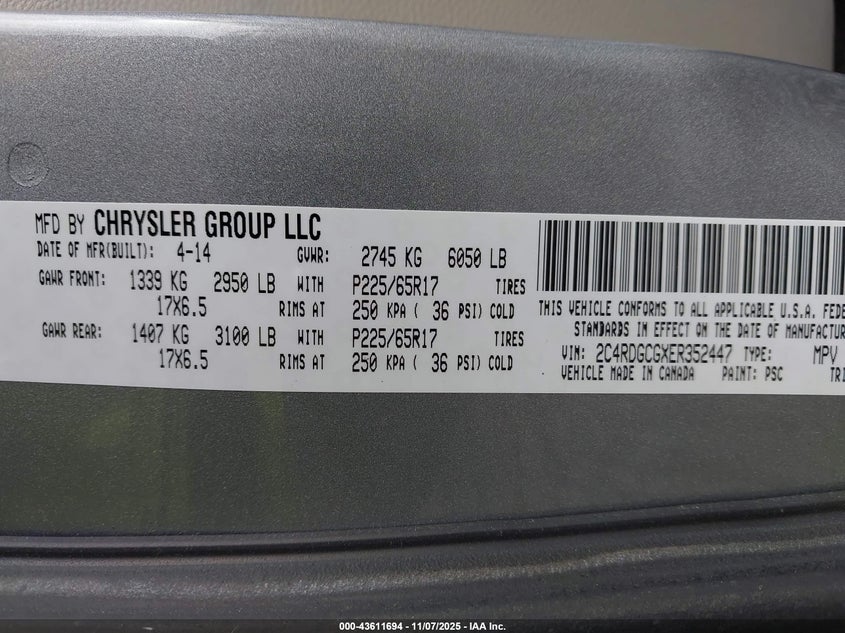 MFD BY CHRYSLER GROUP LLC
DATE OF MFR(BUILT): 4-14 GVWR: 2745 KG 6050 LB
GAWR FRONT: 1339 KG 2950 LB WITH P225/65R17 TIRES
17X6.5 RIMS AT 250 KPA ( 36 PSI) COLD
GAWR REAR: 1407 KG 3100 LB WITH P225/65R17 TIRES
17X6.5 RIMS AT 250 KPA ( 36 PSI) COLD
THIS VEHICLE CONFORMS TO ALL APPLICABLE U.S.A. FEDE
STANDARDS IN EFFECT ON THE DATE OF MANUFACTUR
VIN: 2C4RDGCGXER352447 TYPE: MPV
VEHICLE MADE IN CANADA PAINT: PSC TRI
000-43611694 | 11/07/2025 - IAA Inc.